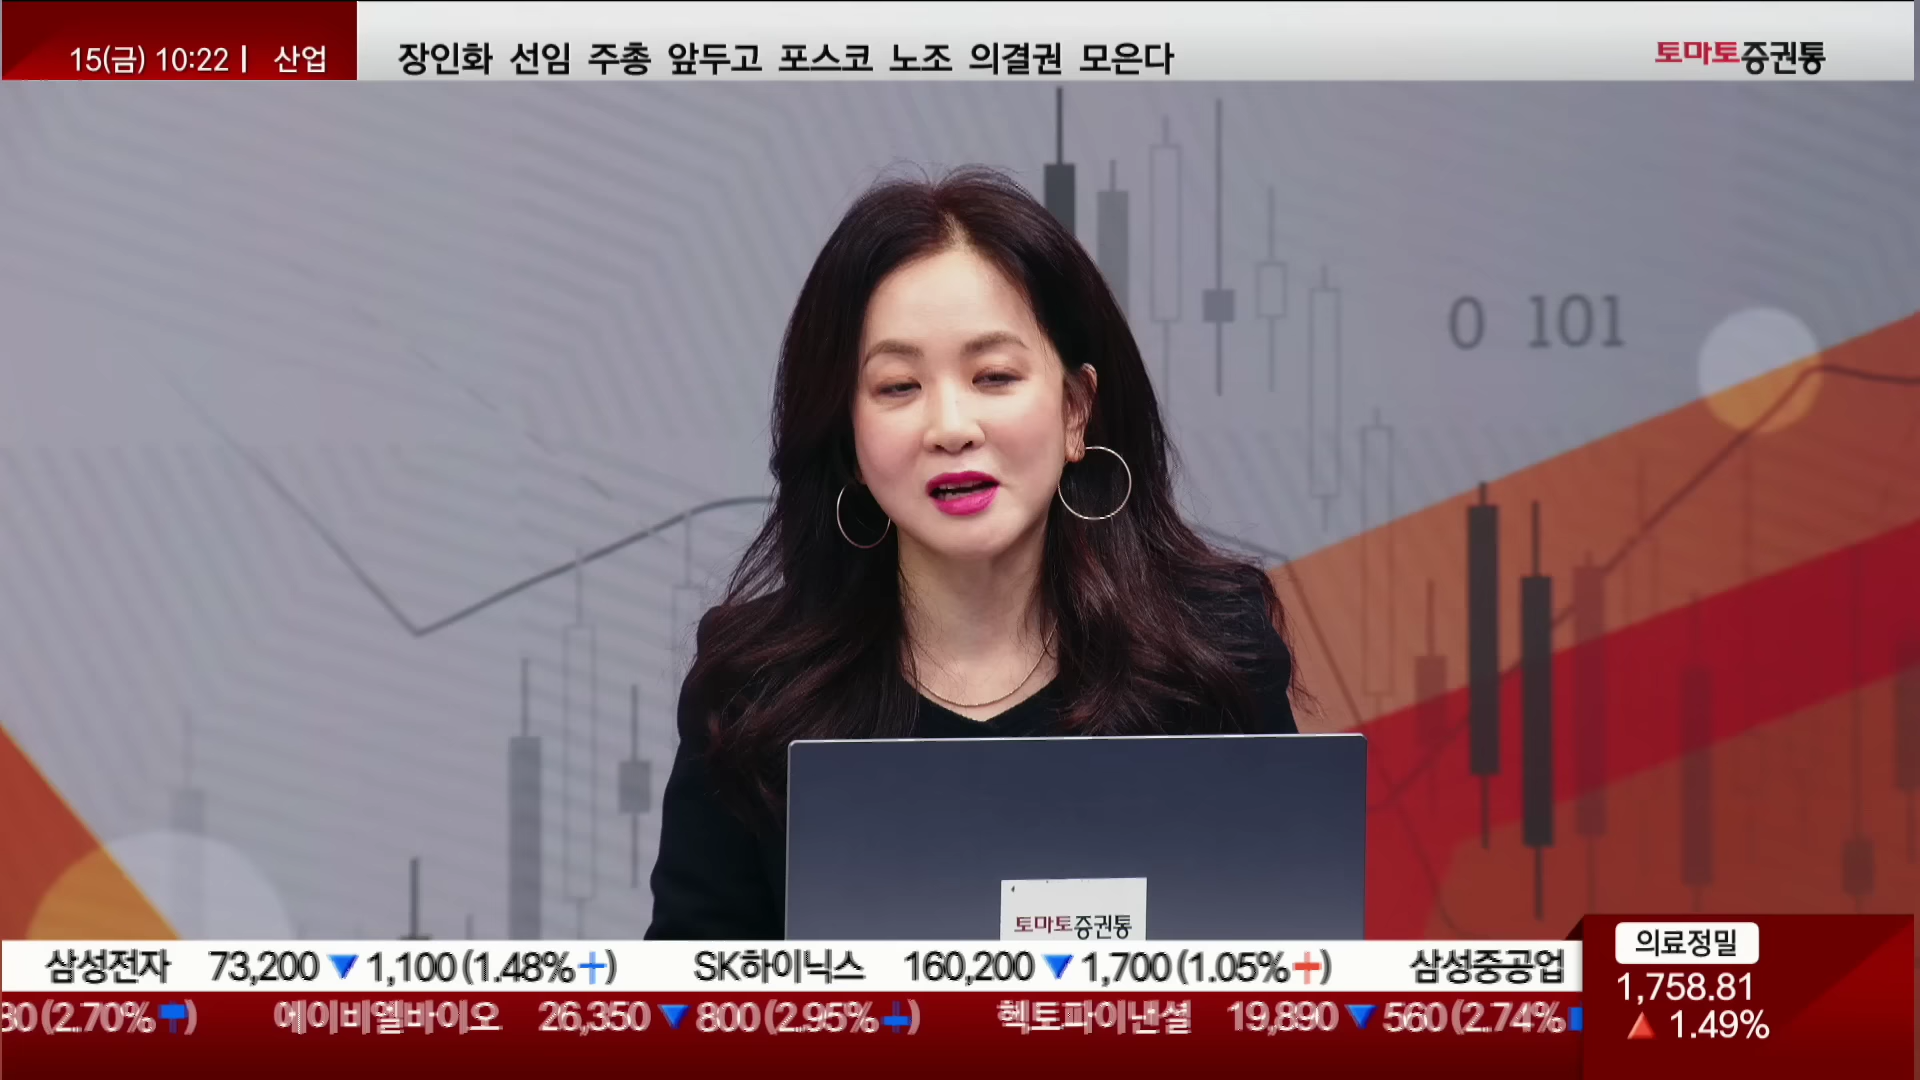 15(금) 10:22 | 산업
장인화 선임 주총 앞두고 포스코 노조 의결권 모은다
토마토증권통
0 101
토마토증권통
삼성전자 73,200 ▼ 1,100 (1.48%+) SK하이닉스 160,200 ▼ 1,700 (1.05%+) 삼성중공업
80 (2.70% ) 에이비엘바이오 26,350 ▼ 800 (2.95%+) 헥토파이낸셜 19,890 ▼ 560 (2.74%
의료정밀
1,758.81
▲ 1.49%